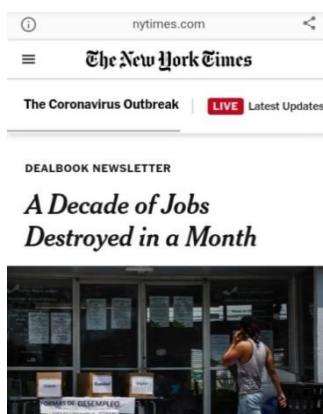 nytimes.com
The New York Times
The Coronavirus Outbreak LIVE Latest Updates
DEALBOOK NEWSLETTER
A Decade of Jobs
Destroyed in a Month
FORMAS DE DESEMPLEO